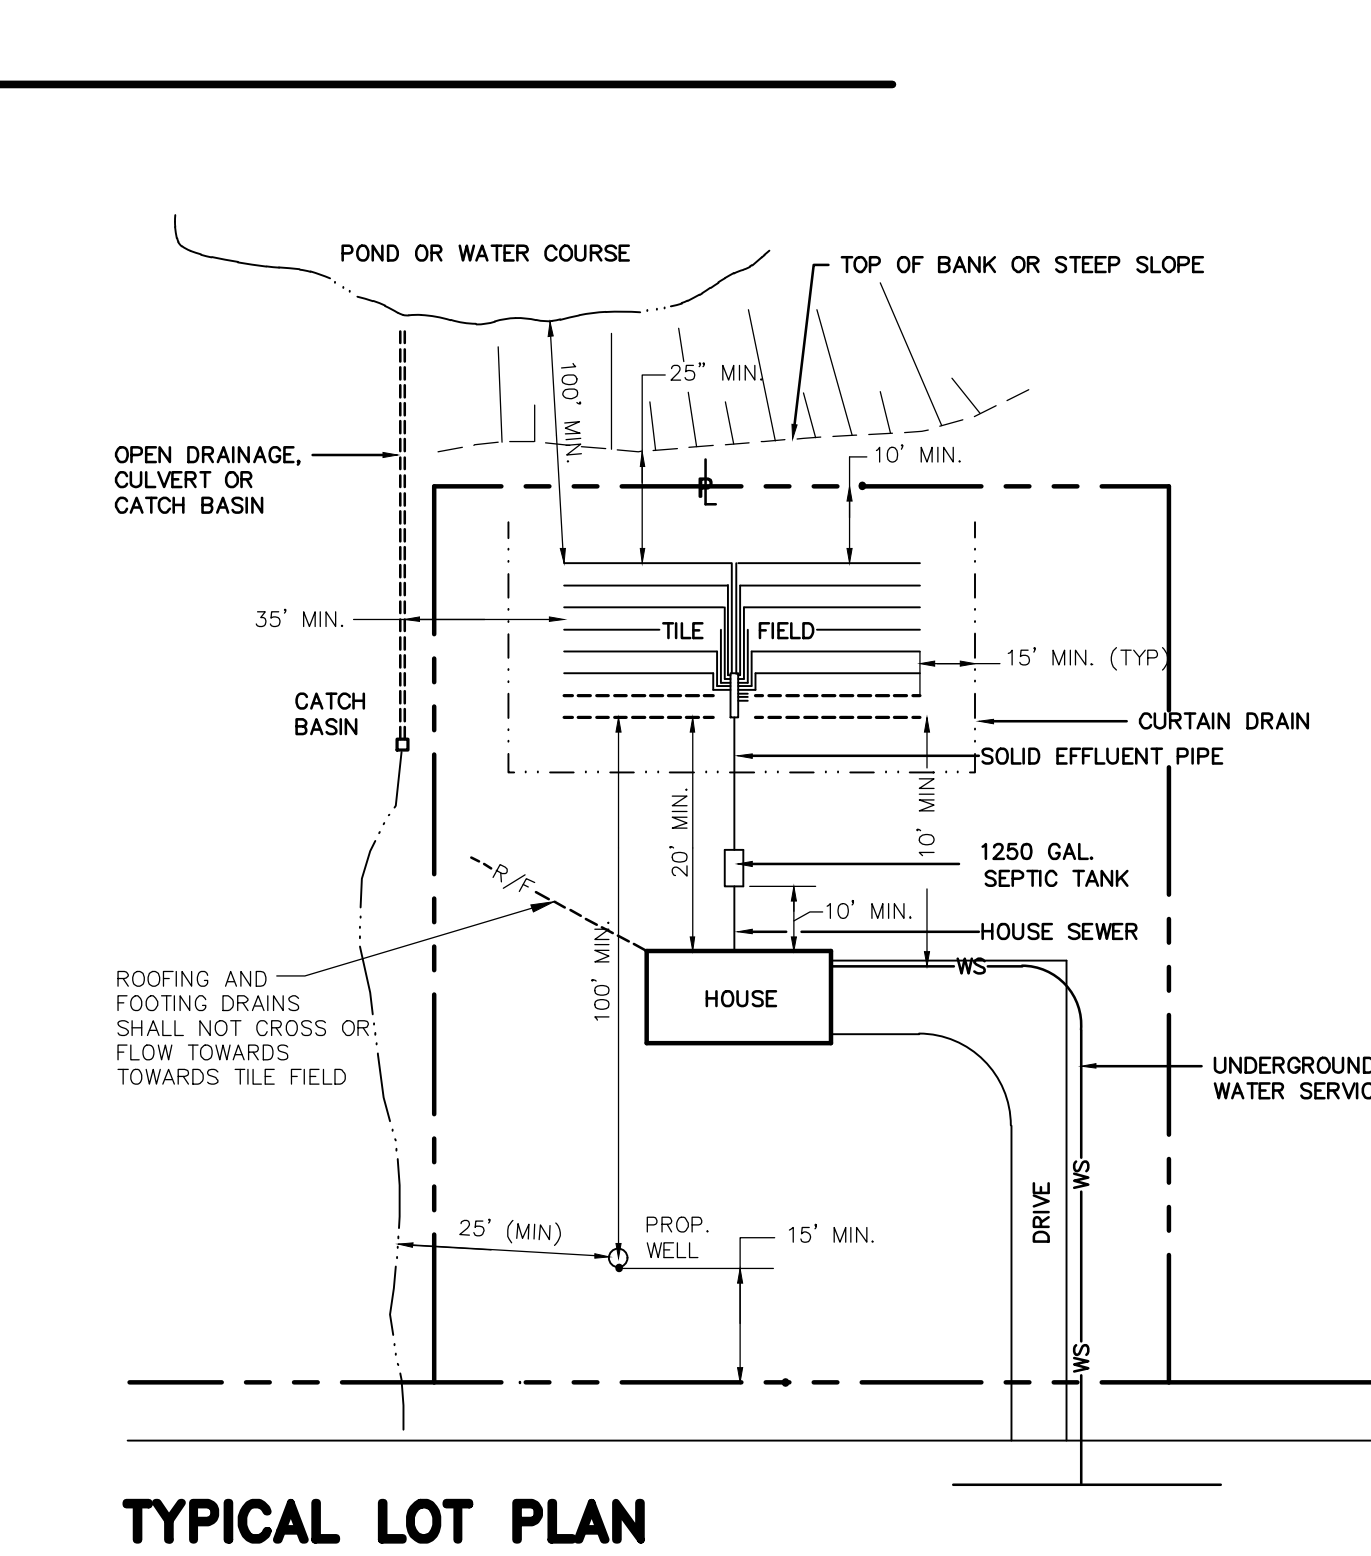 POND OR WATER COURSE
TOP OF BANK OR STEEP SLOPE
100' MIN.
25" MIN.
10' MIN.
OPEN DRAINAGE,
CULVERT OR
CATCH BASIN
PL
35' MIN.
TILE FIELD
15' MIN. (TYP)
CATCH
BASIN
CURTAIN DRAIN
SOLID EFFLUENT PIPE
20' MIN.
10' MIN
1250 GAL.
SEPTIC TANK
R/F
10' MIN.
HOUSE SEWER
100' MIN.
WS
ROOFING AND
FOOTING DRAINS
SHALL NOT CROSS OR
FLOW TOWARDS
TOWARDS TILE FIELD
HOUSE
UNDERGROUND
WATER SERVIC
WS
DRIVE
25' (MIN)
PROP.
WELL
15' MIN.
WS
TYPICAL LOT PLAN